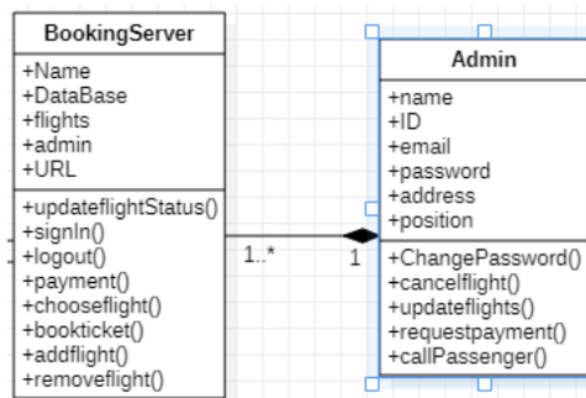 BookingServer
+Name
+DataBase
+flights
+admin
+URL
+updateflightStatus()
+signIn()
+logout()
+payment()
+chooseflight()
+bookticket()
+addflight()
+removeflight()
1..*
1
Admin
+name
+ID
+email
+password
+address
+position
+ChangePassword()
+cancelflight()
+updateflights()
+requestpayment()
+callPassenger()